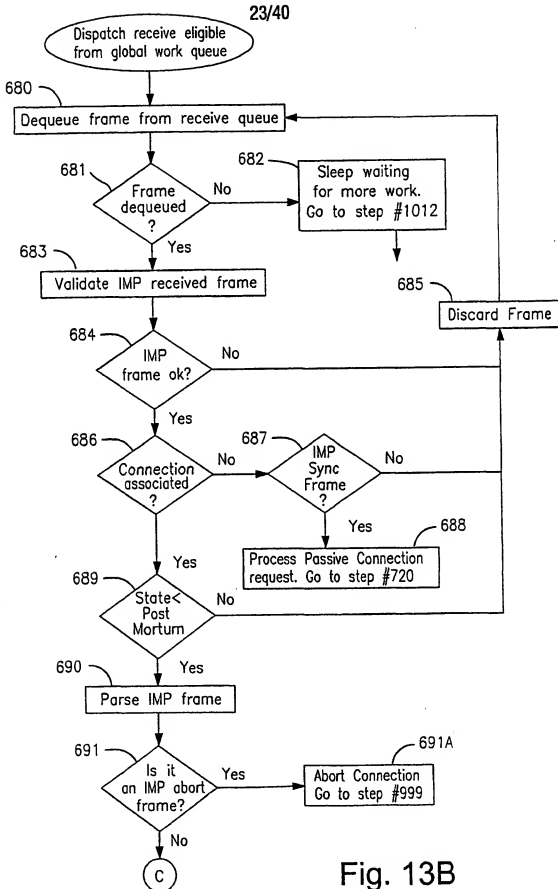 23/40
Dispatch receive eligible
from global work queue
680
Dequeue frame from receive queue
681
Frame
dequeued
?
No
Yes
682
Sleep waiting
for more work.
Go to step #1012
683
Validate IMP received frame
685
Discard Frame
684
IMP
frame ok?
No
Yes
686
Connection
associated
?
No
Yes
687
IMP
Sync
Frame
?
No
Yes
688
Process Passive Connection
request. Go to step #720
689
State<
Post
Morturn
No
Yes
690
Parse IMP frame
691
Is it
an IMP abort
frame?
Yes
No
691A
Abort Connection
Go to step #999
C
Fig. 13B